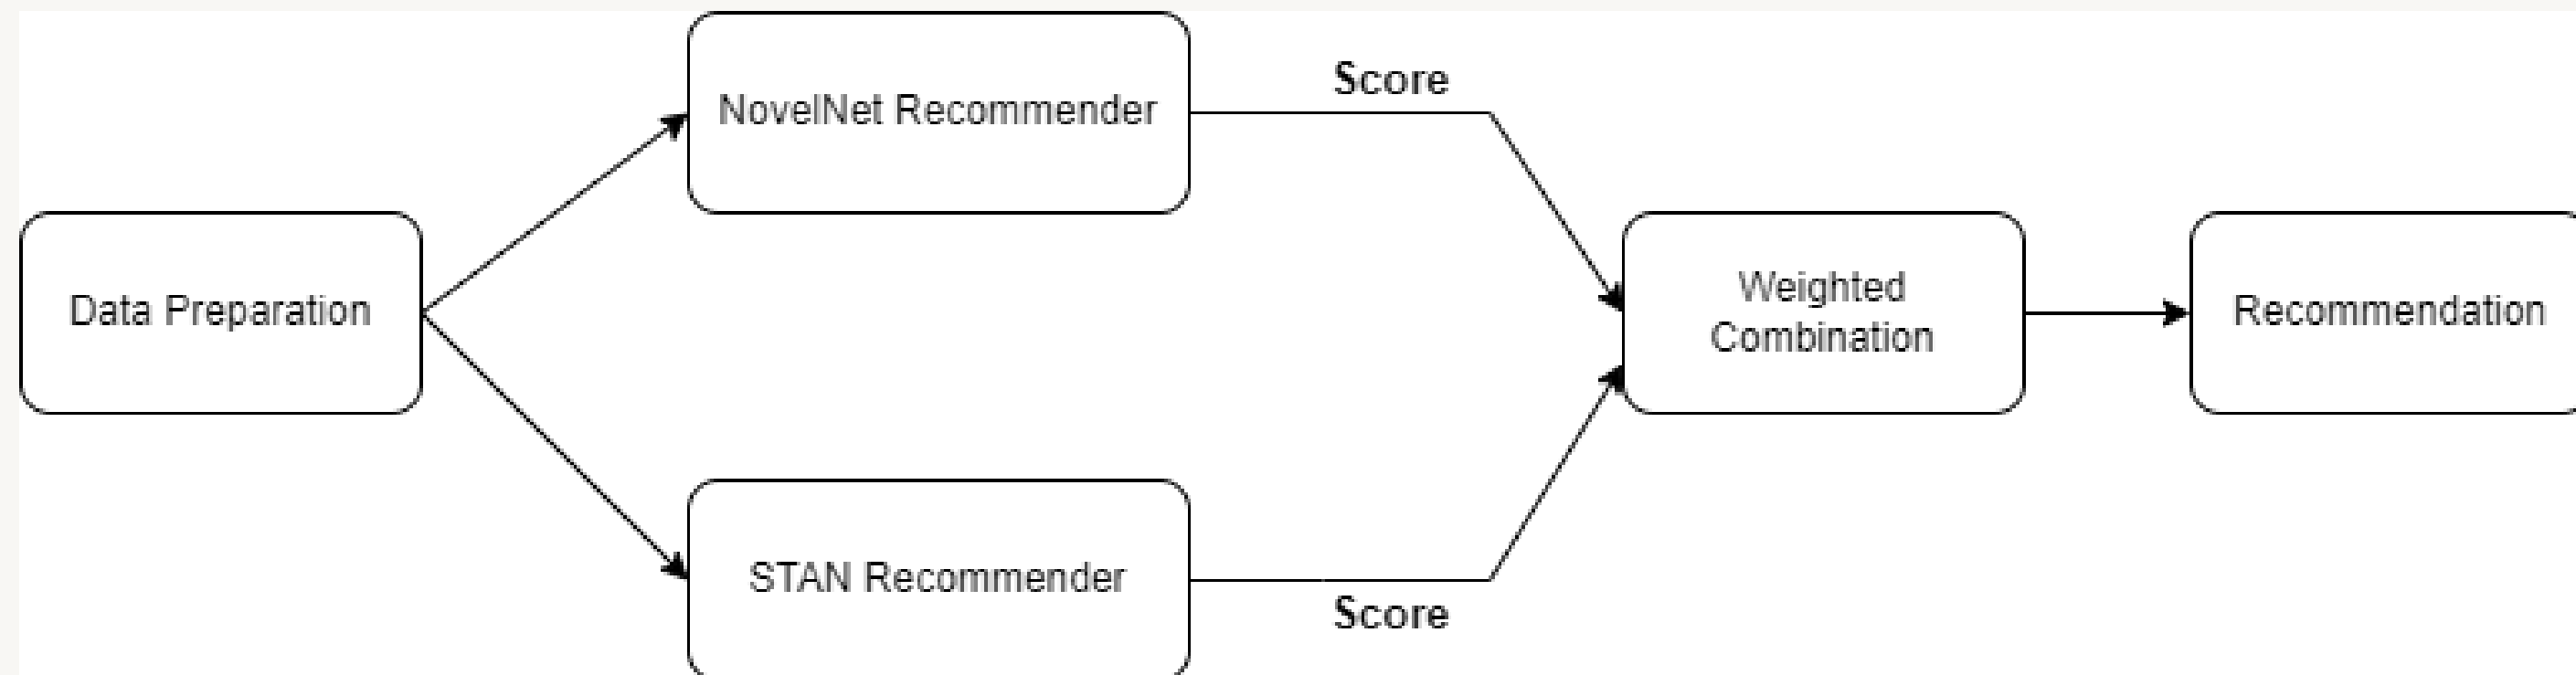 NovelNet Recommender
Score
Data Preparation
Weighted
Combination
Recommendation
STAN Recommender
Score